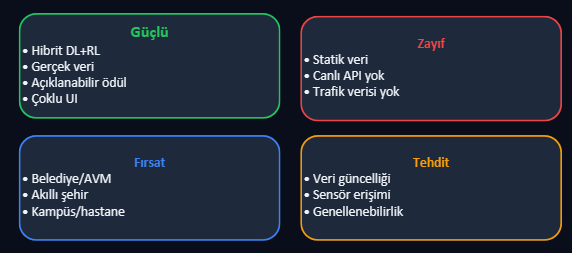 Güçlü
• Hibrit DL+RL
• Gerçek veri
• Açıklanabilir ödül
• Çoklu UI
Zayıf
• Statik veri
• Canlı API yok
• Trafik verisi yok
Fırsat
• Belediye/AVM
• Akıllı şehir
• Kampüs/hastane
Tehdit
• Veri güncelliği
• Sensör erişimi
• Genellenebilirlik